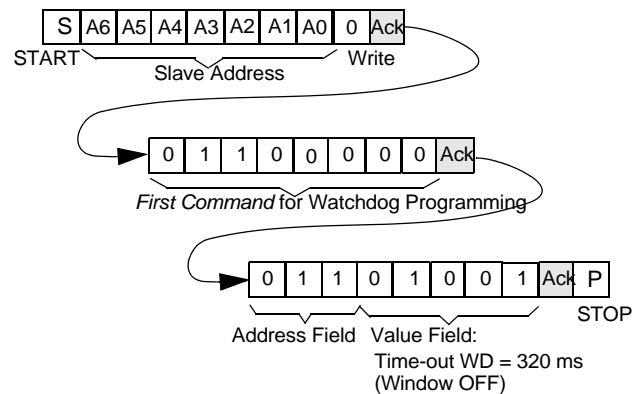 S A6 A5 A4 A3 A2 A1 A0 0 Ack
START Slave Address Write
0 1 1 0 0 0 0 0 Ack
First Command for Watchdog Programming
0 1 1 0 1 0 0 1 Ack P
STOP
Address Field Value Field:
Time-out WD = 320 ms
(Window OFF)